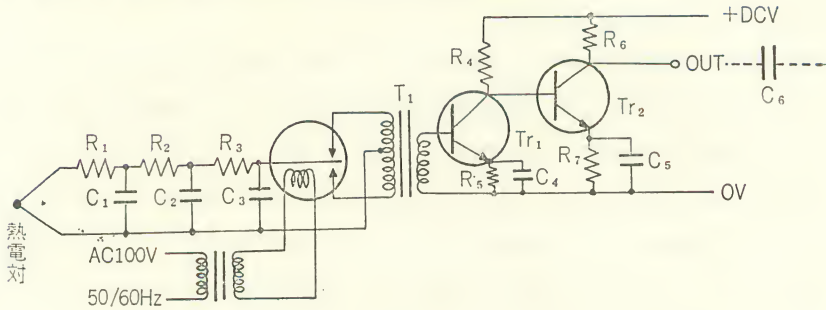 +DCV
R₄
R₆
OUT
C₆
T₁
Tr₂
Tr₁
R₁
R₂
R₃
R₇
C₅
R₅
C₄
C₁
C₂
C₃
0V
熱電対
AC100V
50/60Hz